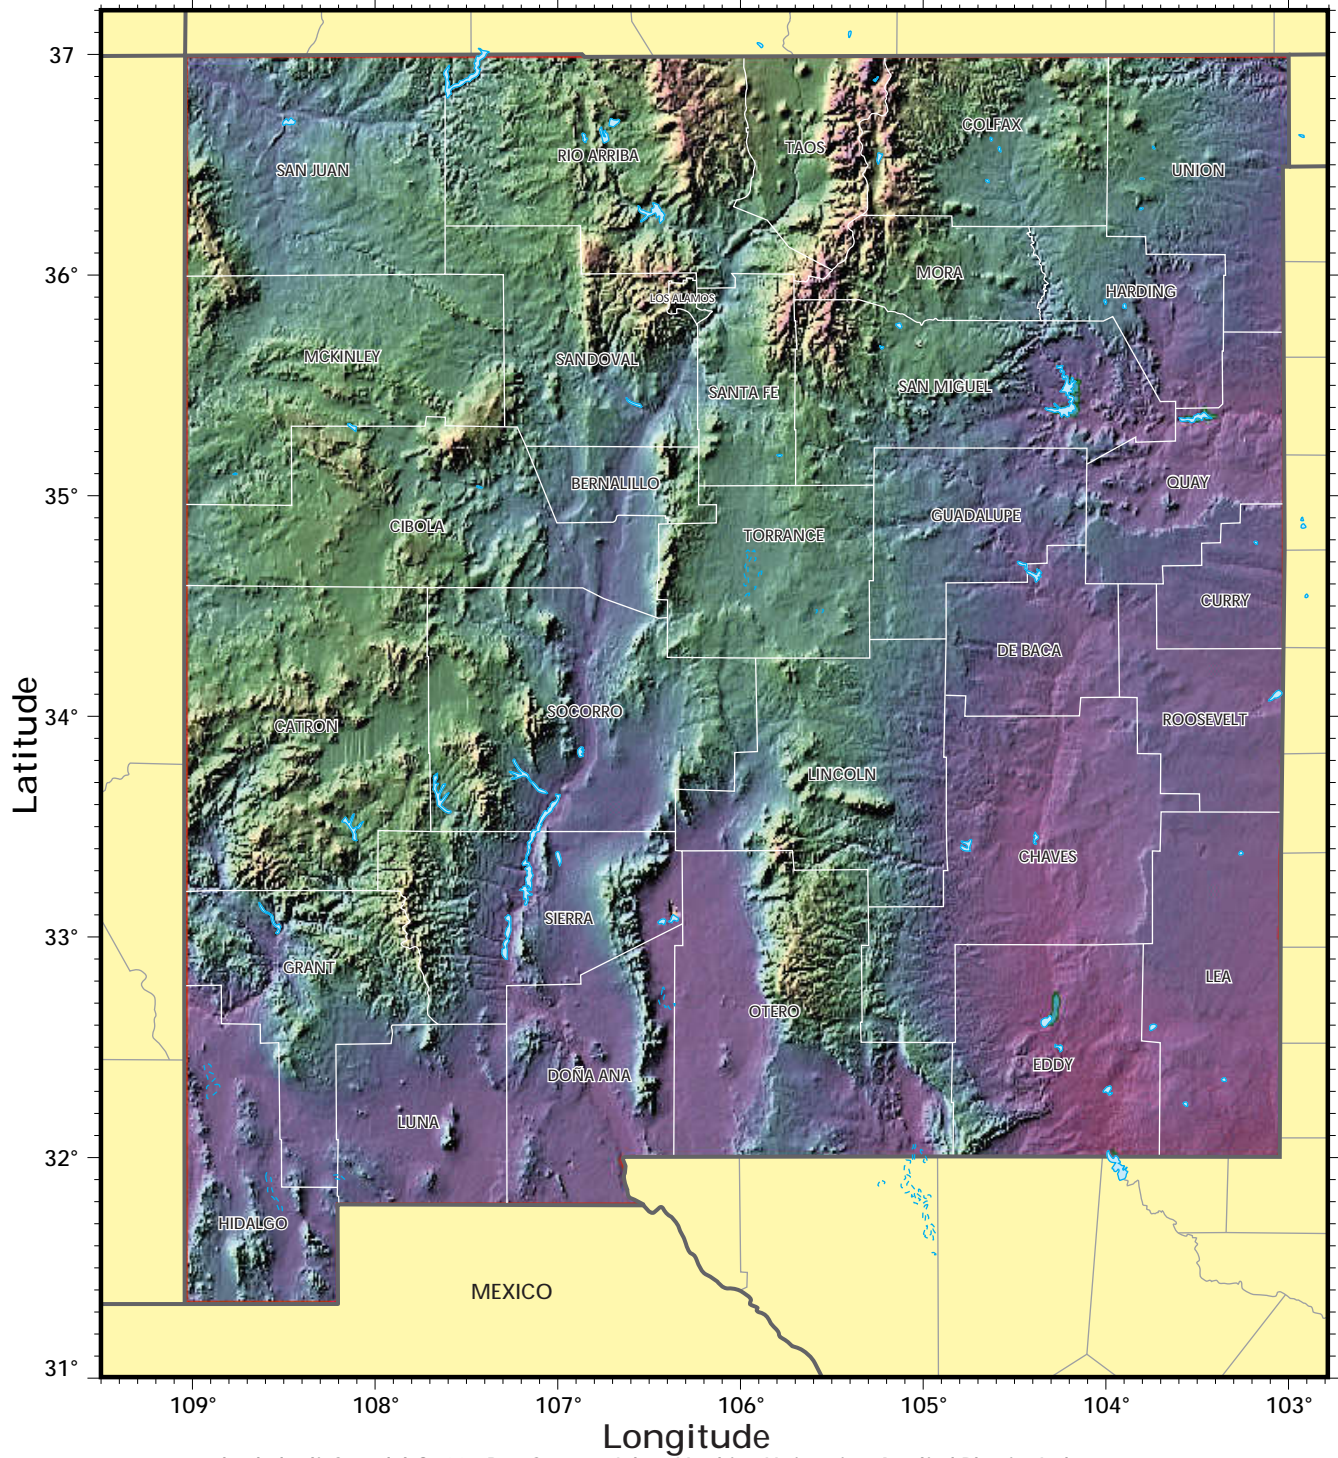 37
SAN JUAN
RIO ARRIBA
TAOS
COLFAX
UNION
36°
LOS ALAMOS
MORA
HARDING
MCKINLEY
SANDOVAL
SANTA FE
SAN MIGUEL
35°
BERNALILLO
QUAY
CIBOLA
TORRANCE
GUADALUPE
CURRY
DE BACA
34°
CATRON
SOCORRO
ROOSEVELT
LINCOLN
CHAVES
33°
SIERRA
GRANT
LEA
OTERO
EDDY
DOÑA ANA
LUNA
32°
HIDALGO
MEXICO
31°
Latitude
109°
108°
107°
106°
105°
104°
103°
Longitude